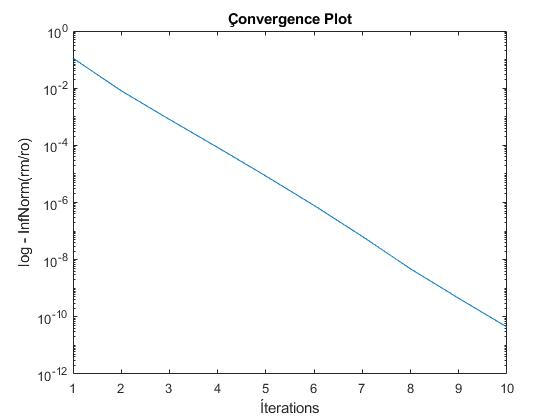 Çonvergence Plot
10^0
10^-2
10^-4
10^-6
10^-8
10^-10
10^-12
log - InfNorm(rm/ro)
1 2 3 4 5 6 7 8 9 10
Íterations